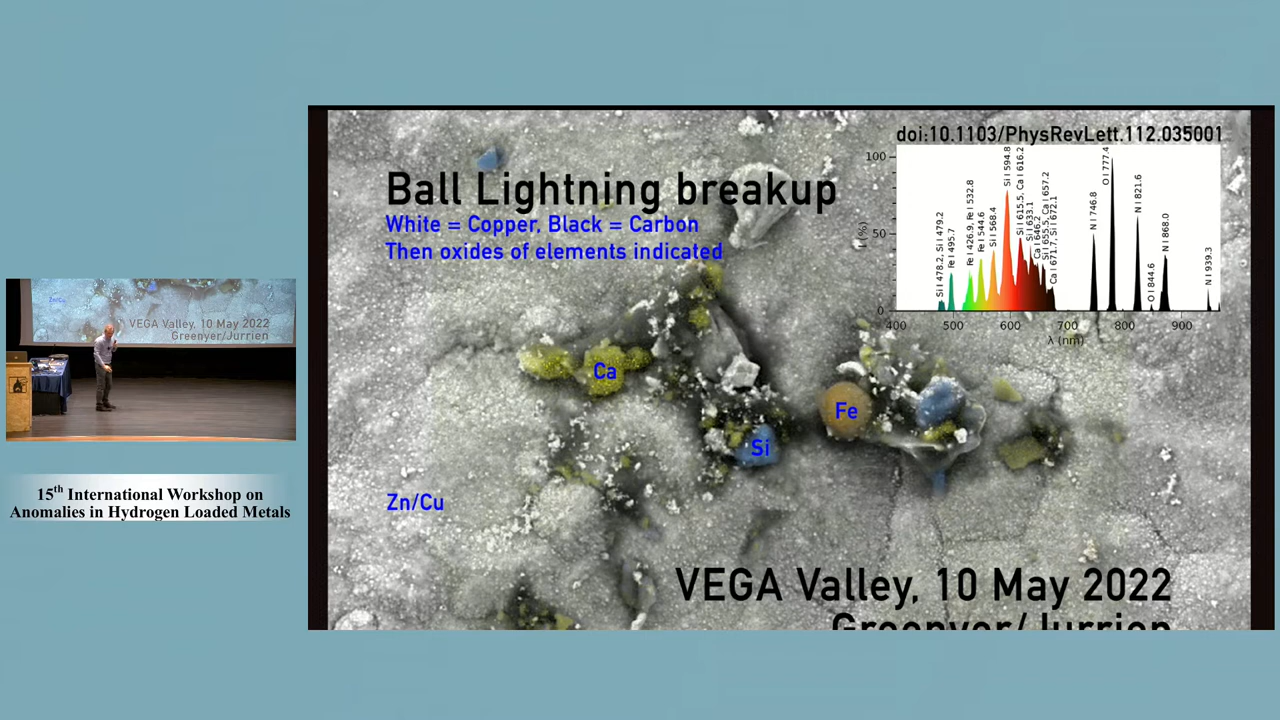 doi:10.1103/PhysRevLett.112.035001
Ball Lightning breakup
White = Copper, Black = Carbon
Then oxides of elements indicated
I (%)
100
50
0
400
500
600
700
800
900
λ (nm)
Si I 478.2, Si I 479.2
Fe I 495.7
Fe I 426.9, Fe I 532.8
Fe I 544.6
Si I 568.4
Si I 594.8
Si I 615.5, Ca I 616.2
Si I 633.1
Ca I 646.2
Si I 655.5, Ca I 657.2
Ca I 671.7, Si I 672.1
N I 746.8
O I 777.4
N I 821.6
O I 844.6
N I 868.0
N I 939.3
Ca
Fe
Si
Zn/Cu
VEGA Valley, 10 May 2022
Greenyer/Jurrien
Zn/Cu
VEGA Valley, 10 May 2022
Greenyer/Jurrien
15th International Workshop on
Anomalies in Hydrogen Loaded Metals